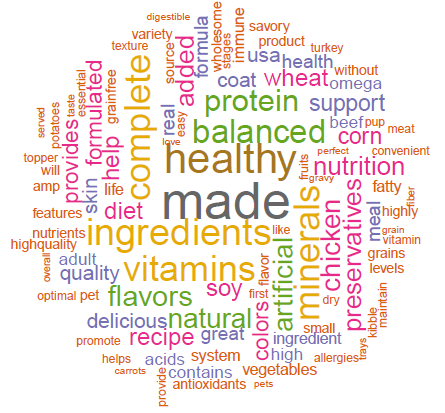 digestible
variety
texture
formula
wholesome
stages
immune
savory
product
turkey
source
added
usa
health
without
omega
grainfree
essential
taste
potatoes
served
formulated
complete
real
easy
love
coat
wheat
protein
support
balanced
beef
pup
meat
corn
perfect
convenient
provides
help
healthy
topper
will
amp
skin
life
made
gravy
fruits
nutrition
fatty
features
diet
minerals
chicken
preservatives
meal
highly
fiber
grain
vitamin
nutrients
highquality
ingredients
like
artificial
grains
levels
overall
adult
quality
vitamins
soy
flavor
first
colors
dry
optimal
pet
flavors
natural
small
kibble
maintain
trays
delicious
great
ingredient
promote
recipe
system
high
allergies
helps
acids
contains
vegetables
carrots
provide
antioxidants
pets